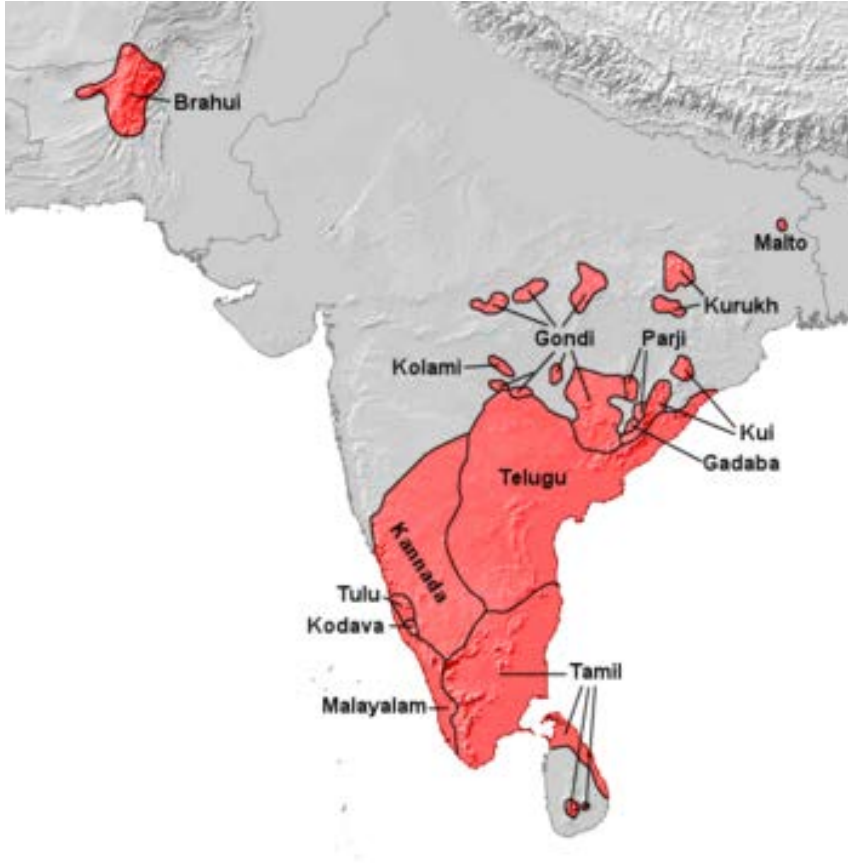 Brahui
Malto
Kurukh
Gondi
Parji
Kolami
Kui
Gadaba
Telugu
Kannada
Tulu
Kodava
Tamil
Malayalam